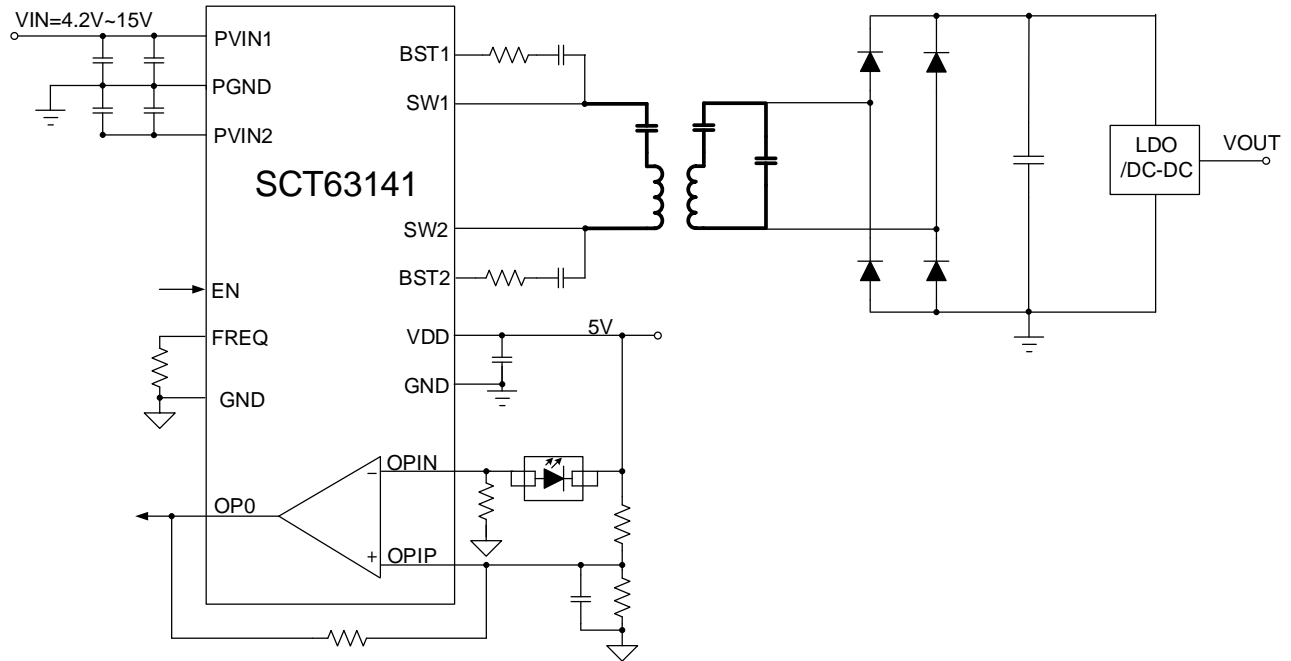 VIN=4.2V~15V
PVIN1
PGND
PVIN2
BST1
SW1
SCT63141
SW2
BST2
EN
FREQ
GND
VDD
5V
GND
LDO
/DC-DC
VOUT
OPIN
−
OP0
+
OPIP